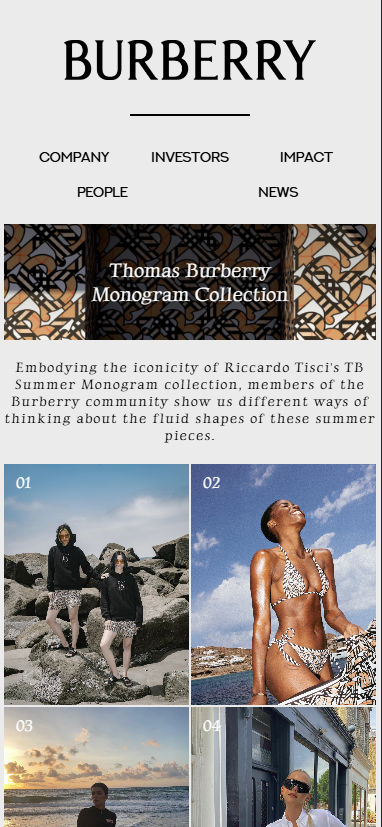 BURBERRY
COMPANY INVESTORS IMPACT
PEOPLE NEWS
Thomas Burberry
Monogram Collection
Embodying the iconicity of Riccardo Tisci's TB
Summer Monogram collection, members of the
Burberry community show us different ways of
thinking about the fluid shapes of these summer
pieces.
01
02
03
04